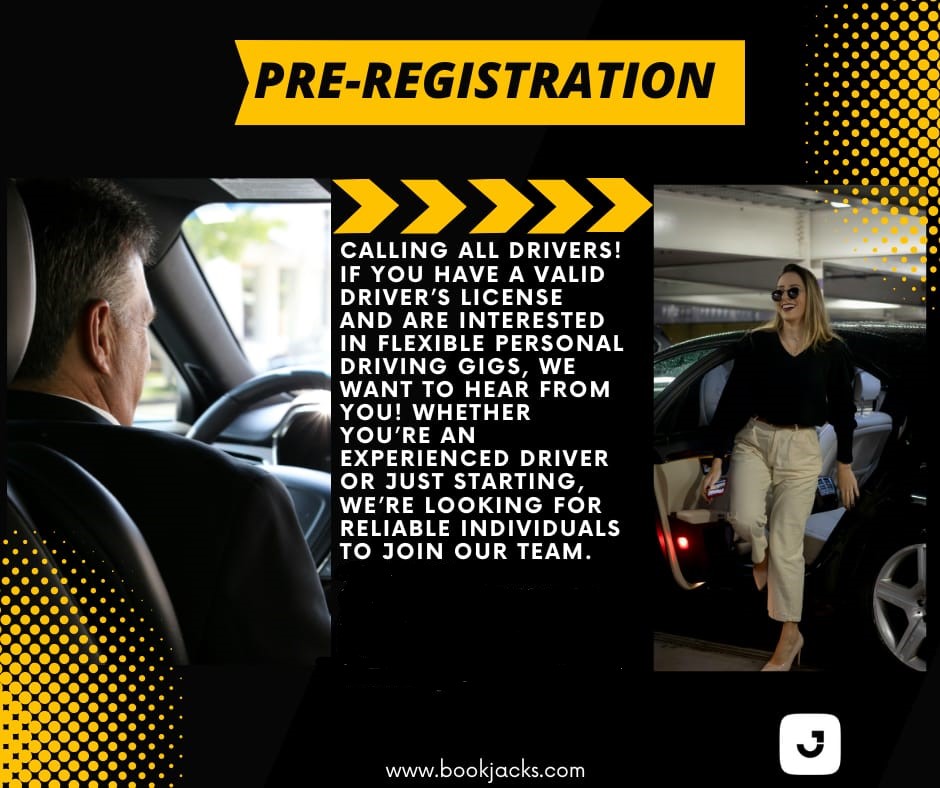 PRE-REGISTRATION
CALLING ALL DRIVERS!
IF YOU HAVE A VALID
DRIVER'S LICENSE
AND ARE INTERESTED
IN FLEXIBLE PERSONAL
DRIVING GIGS, WE
WANT TO HEAR FROM
YOU! WHETHER
YOU'RE AN
EXPERIENCED DRIVER
OR JUST STARTING,
WE'RE LOOKING FOR
RELIABLE INDIVIDUALS
TO JOIN OUR TEAM.
J
www.bookjacks.com